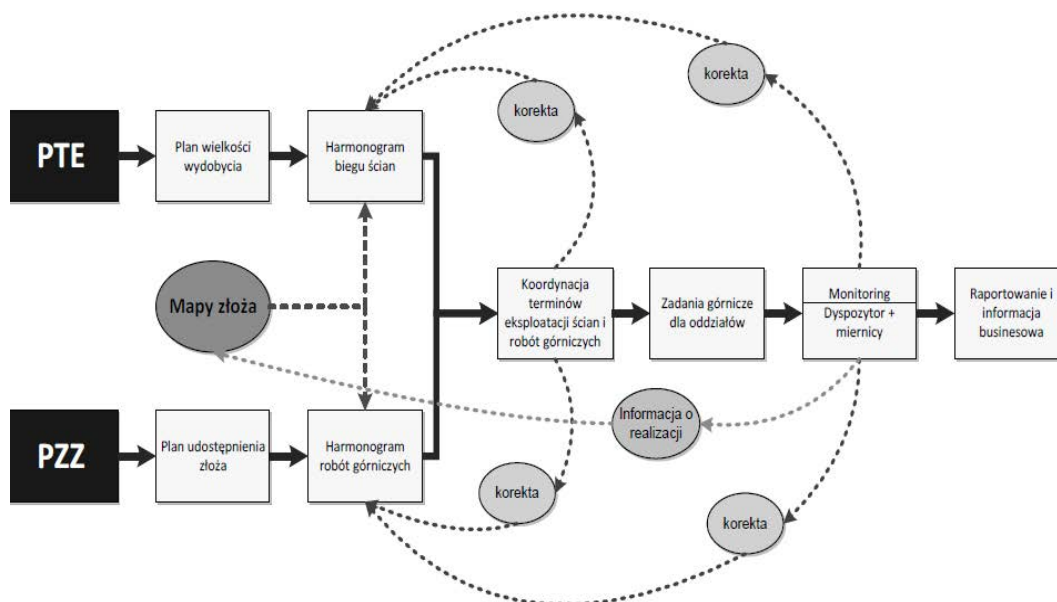 korekta
korekta
PTE
Plan wielkości
wydobycia
Harmonogram
biegu ścian
Mapy złoża
Koordynacja
terminów
eksploatacji ścian i
robót górniczych
Zadania górnicze
dla oddziałów
Monitoring
Dyspozytor +
miernicy
Raportowanie i
informacja
businesowa
Informacja o
realizacji
PZZ
Plan udostępnienia
złoża
Harmonogram
robót górniczych
korekta
korekta